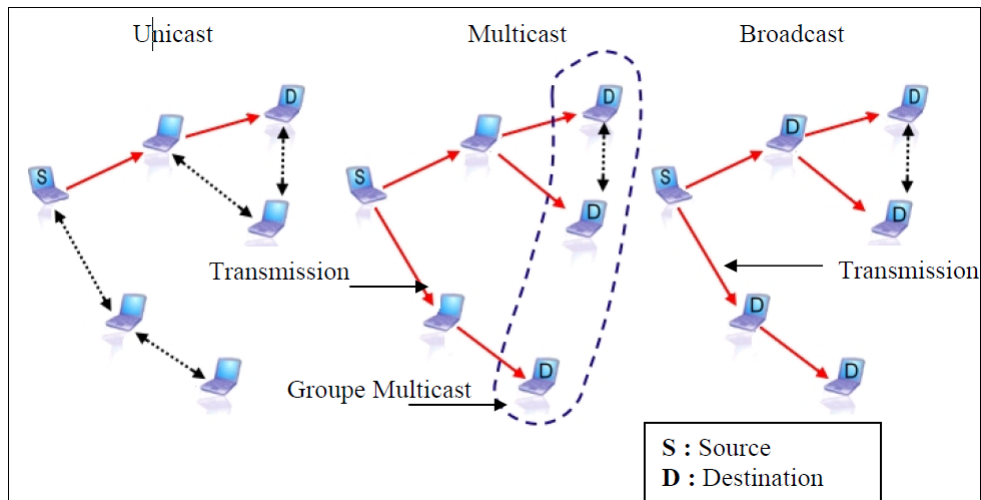 Unicast
Multicast
Broadcast
D
D
D
D
S
S
S
D
D
Transmission
Transmission
D
D
D
Groupe Multicast
S : Source
D : Destination